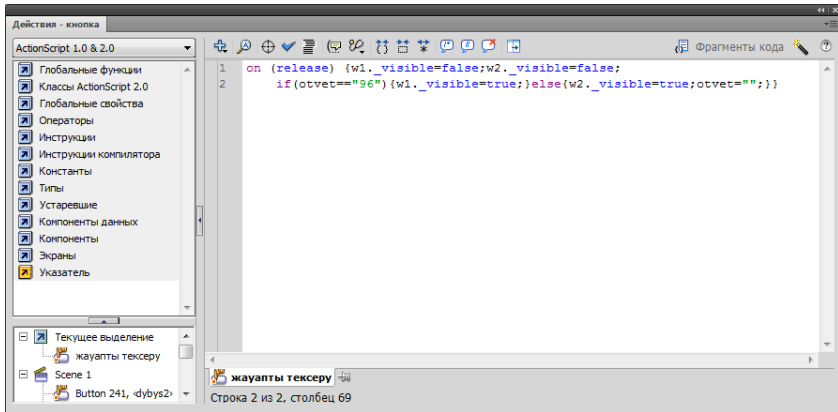 Действия - кнопка
ActionScript 1.0 & 2.0
Фрагменты кода
Глобальные функции
Классы ActionScript 2.0
Глобальные свойства
Операторы
Инструкции
Инструкции компилятора
Константы
Типы
Устаревшие
Компоненты данных
Компоненты
Экраны
Указатель
1 on (release) {w1._visible=false;w2._visible=false;
2 if(otvet=="96"){w1._visible=true;}else{w2._visible=true;otvet="";}}
Текущее выделение
жауапты тексеру
Scene 1
Button 241, <dybys2>
жауапты тексеру
Строка 2 из 2, столбец 69